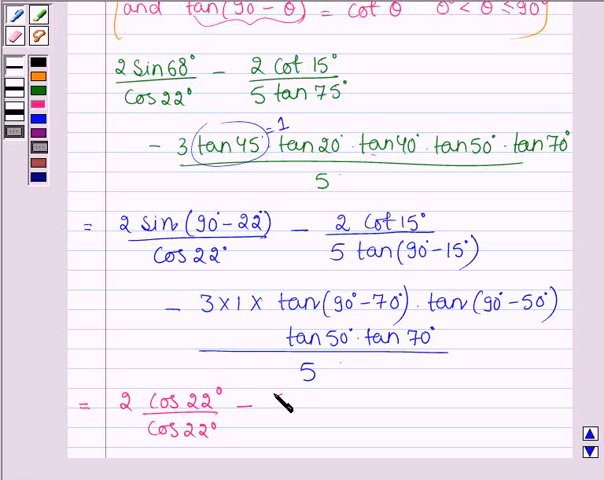 and tan(90 - θ) = cot θ 0° < θ ≤ 90°
2 sin 68° / cos 22° - 2 cot 15° / 5 tan 75°
- 3 tan 45° =1 tan 20° · tan 40° · tan 50° · tan 70°
5
= 2 sin (90° - 22°) / cos 22° - 2 cot 15° / 5 tan (90° - 15°)
- 3 × 1 × tan (90° - 70°) · tan (90° - 50°)
tan 50° · tan 70°
5
= 2 cos 22° / cos 22° -